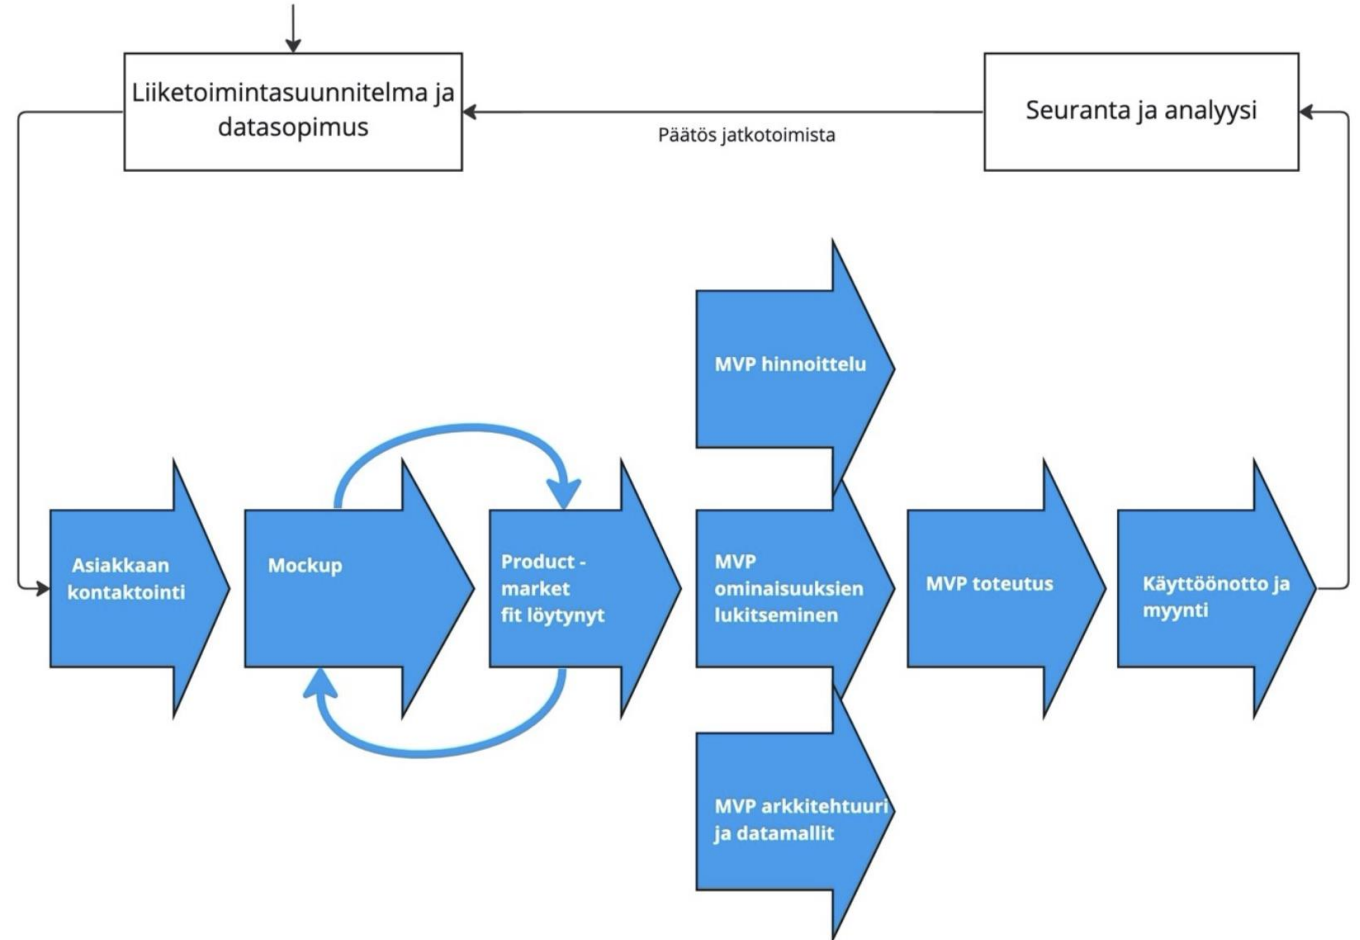 Liiketoimintasuunnitelma ja
datasopimus
Päätös jatkotoimista
Seuranta ja analyysi
MVP hinnoittelu
Asiakkaan
kontaktointi
Mockup
Product -
market
fit löytynyt
MVP
ominaisuuksien
lukitseminen
MVP toteutus
Käyttöönotto ja
myynti
MVP arkkitehtuuri
ja datamallit